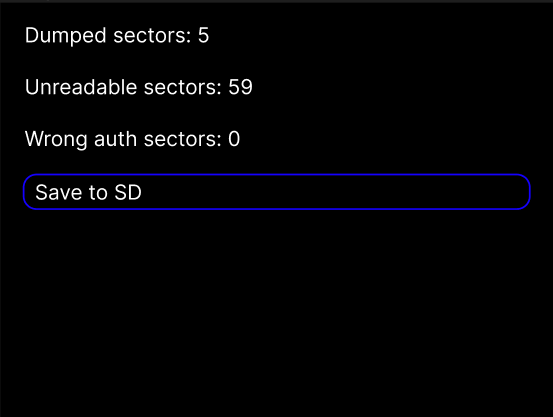 Dumped sectors: 5
Unreadable sectors: 59
Wrong auth sectors: 0
Save to SD